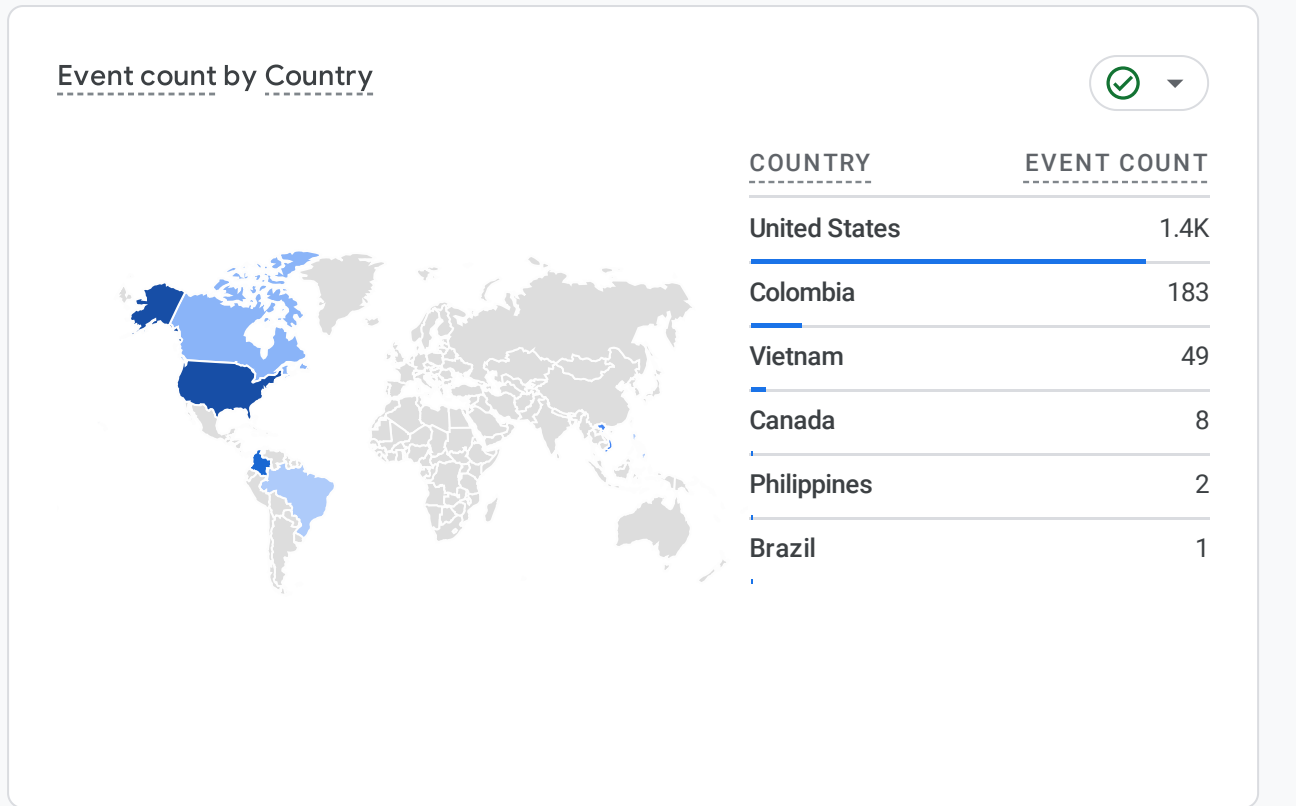 Event count by Country
COUNTRY EVENT COUNT
United States 1.4K
Colombia 183
Vietnam 49
Canada 8
Philippines 2
Brazil 1